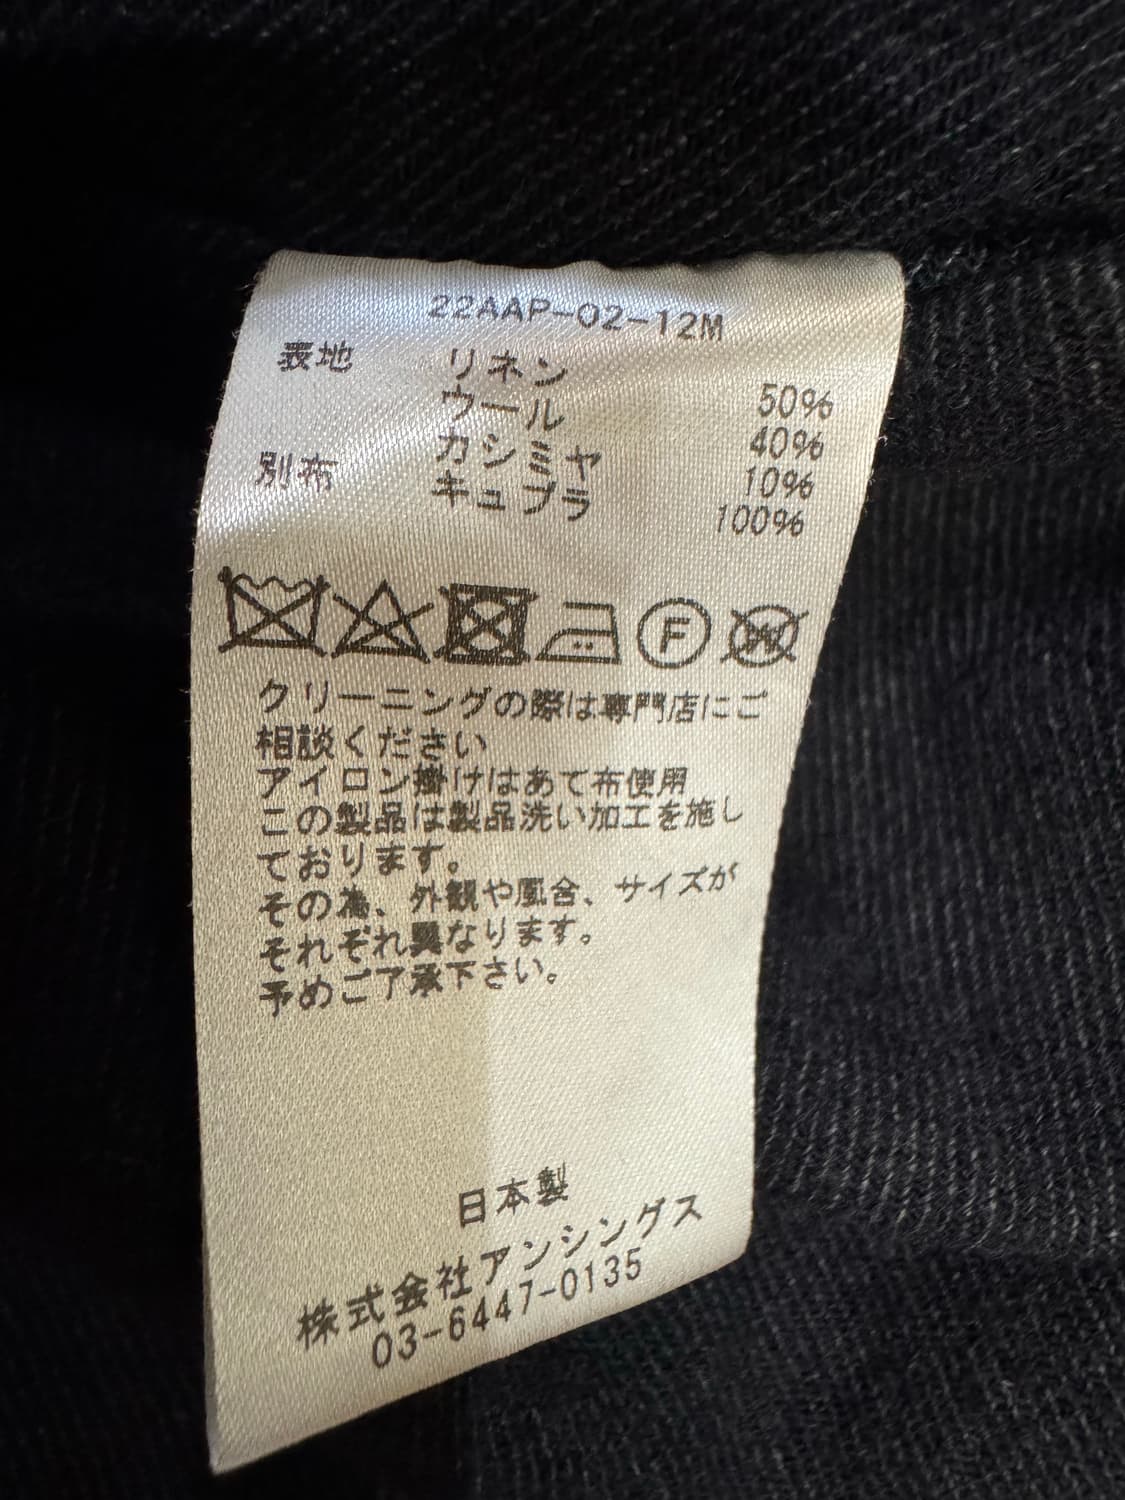 22AAP-02-12M
表地 リネン 50%
ウール 40%
カシミヤ 10%
別布 キュプラ 100%
F
W
クリーニングの際は専門店にご
相談ください
アイロン掛けはあて布使用
この製品は製品洗い加工を施し
ております。
その為、外観や風合、サイズが
それぞれ異なります。
予めご了承下さい。
日本製
株式会社アンシングス
03-6447-0135